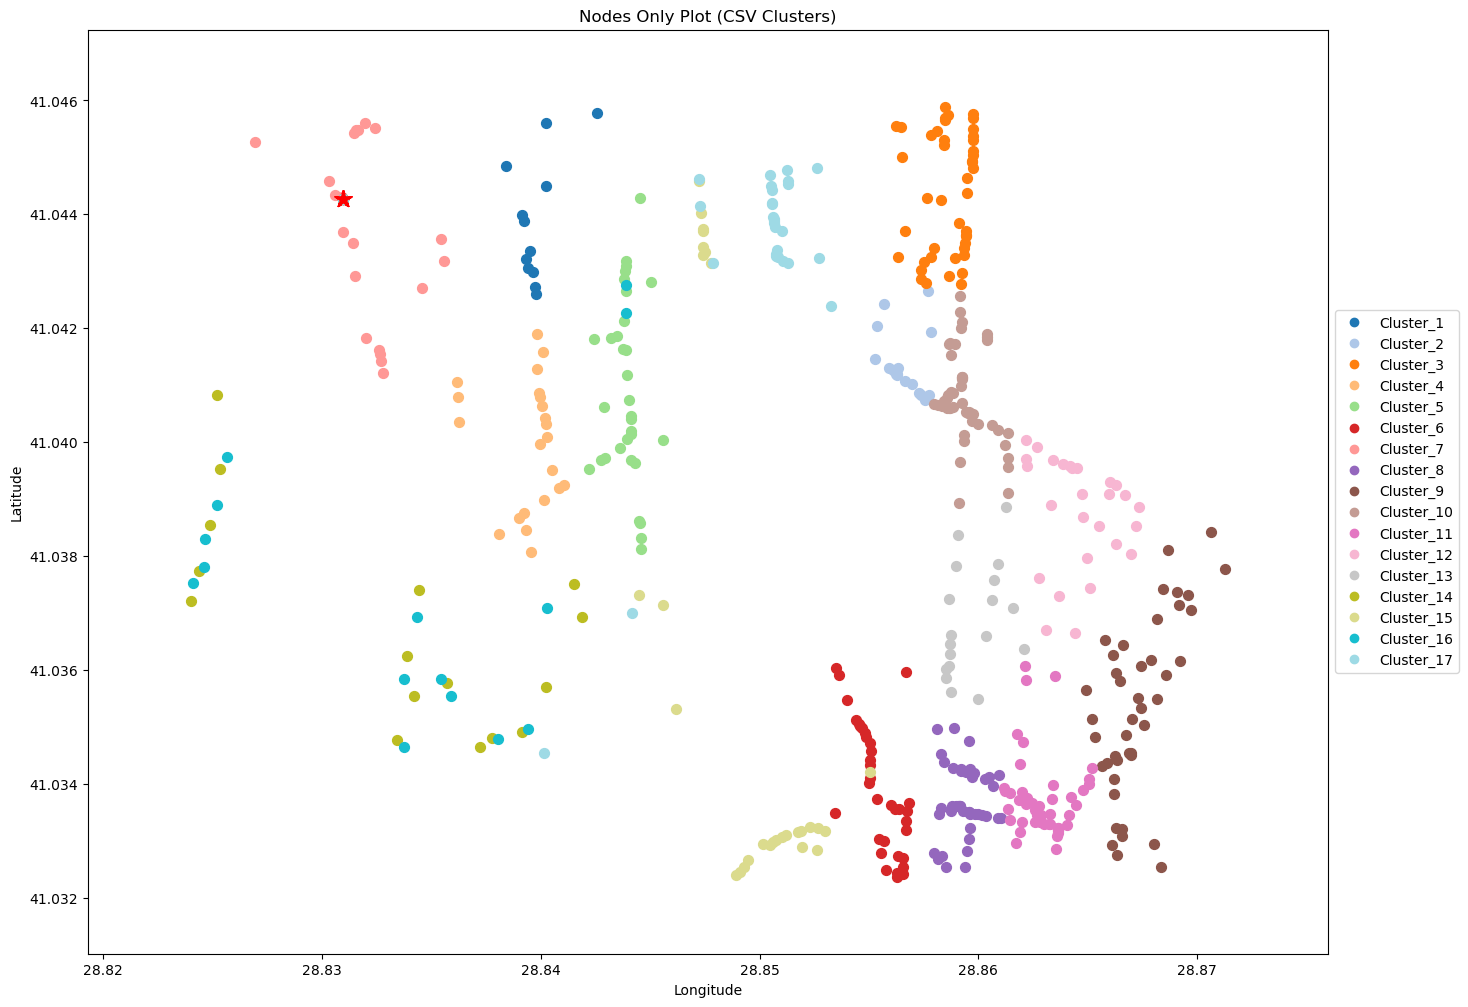 Nodes Only Plot (CSV Clusters)
41.046
41.044
41.042
41.040
41.038
41.036
41.034
41.032
Latitude
28.82 28.83 28.84 28.85 28.86 28.87
Longitude
Cluster_1
Cluster_2
Cluster_3
Cluster_4
Cluster_5
Cluster_6
Cluster_7
Cluster_8
Cluster_9
Cluster_10
Cluster_11
Cluster_12
Cluster_13
Cluster_14
Cluster_15
Cluster_16
Cluster_17